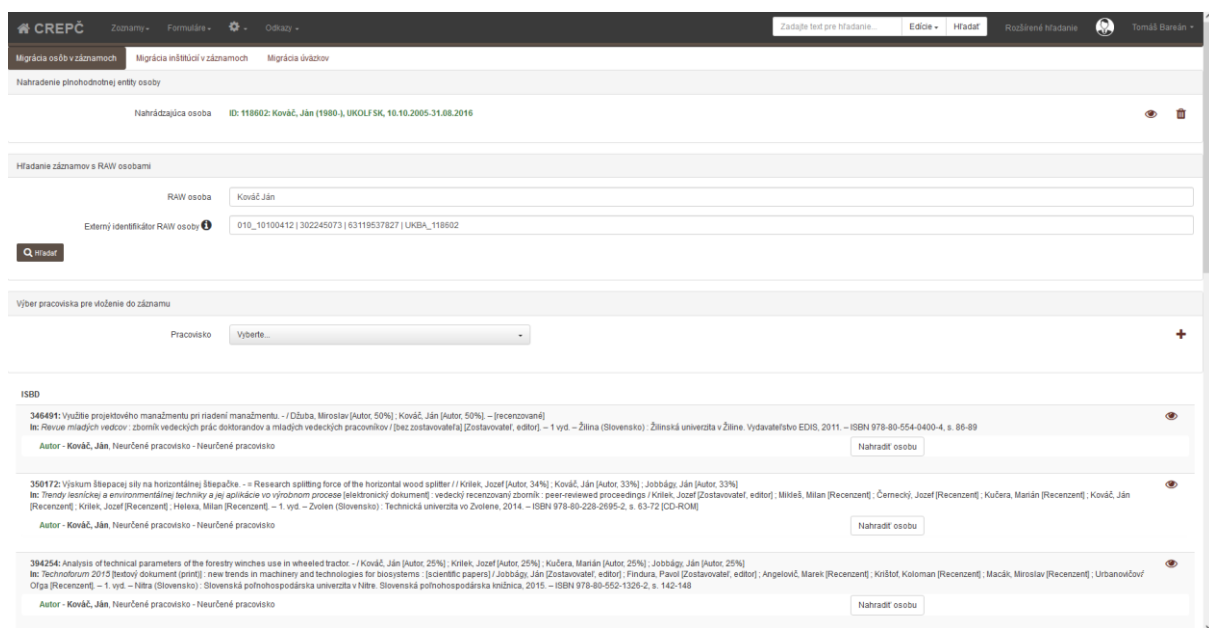 CREPČ Zoznamy Formuláre Odkazy Zadajte text pre hľadanie... Edície Hľadať Rozšírené hľadanie Tomáš Bareán
Migrácia osôb v záznamoch Migrácia inštitúcií v záznamoch Migrácia úväzkov
Nahradenie plnohodnotnej entity osoby
Nahrádzajúca osoba ID: 118602: Kováč, Ján (1980-), UKOLFSK, 10.10.2005-31.08.2016
Hľadanie záznamov s RAW osobami
RAW osoba Kováč Ján
Externý identifikátor RAW osoby 010_10100412 | 302245073 | 63119537827 | UKBA_118602
Hľadať
Výber pracoviska pre vloženie do záznamu
Pracovisko Vyberte...
ISBD
346491: Využitie projektového manažmentu pri riadení manažmentu. - / Džuba, Miroslav [Autor, 50%] ; Kováč, Ján [Autor, 50%]. – [recenzované]
In: Revue mladých vedcov : zborník vedeckých prác doktorandov a mladých vedeckých pracovníkov / [bez zostavovateľa] [Zostavovateľ, editor]. – 1 vyd. – Žilina (Slovensko) : Žilinská univerzita v Žiline. Vydavateľstvo EDIS, 2011. – ISBN 978-80-554-0400-4, s. 86-89
Autor - Kováč, Ján, Neurčené pracovisko - Neurčené pracovisko Nahradiť osobu
350172: Výskum štiepacej sily na horizontálnej štiepačke. - = Research splitting force of the horizontal wood splitter / / Krilek, Jozef [Autor, 34%] ; Kováč, Ján [Autor, 33%] ; Jobbágy, Ján [Autor, 33%]
In: Trendy lesníckej a environmentálnej techniky a jej aplikácie vo výrobnom procese [elektronický dokument] : vedecký recenzovaný zborník : peer-reviewed proceedings / Krilek, Jozef [Zostavovateľ, editor] ; Mikleš, Milan [Recenzent] ; Černecký, Jozef [Recenzent] ; Kučera, Marián [Recenzent] ; Kováč, Ján
[Recenzent] ; Krilek, Jozef [Recenzent] ; Helexa, Milan [Recenzent]. – 1. vyd. – Zvolen (Slovensko) : Technická univerzita vo Zvolene, 2014. – ISBN 978-80-228-2695-2, s. 63-72 [CD-ROM]
Autor - Kováč, Ján, Neurčené pracovisko - Neurčené pracovisko Nahradiť osobu
394254: Analysis of technical parameters of the forestry winches use in wheeled tractor. - / Kováč, Ján [Autor, 25%] ; Krilek, Jozef [Autor, 25%] ; Kučera, Marián [Autor, 25%] ; Jobbágy, Ján [Autor, 25%]
In: Technoforum 2015 [textový dokument (print)] : new trends in machinery and technologies for biosystems : [scientific papers] / Jobbágy, Ján [Zostavovateľ, editor] ; Findura, Pavol [Zostavovateľ, editor] ; Angelovič, Marek [Recenzent] ; Krištof, Koloman [Recenzent] ; Macák, Miroslav [Recenzent] ; Urbanovičová,
Oľga [Recenzent]. – 1. vyd. – Nitra (Slovensko) : Slovenská poľnohospodárska univerzita v Nitre. Slovenská poľnohospodárska knižnica, 2015. – ISBN 978-80-552-1326-2, s. 142-148
Autor - Kováč, Ján, Neurčené pracovisko - Neurčené pracovisko Nahradiť osobu